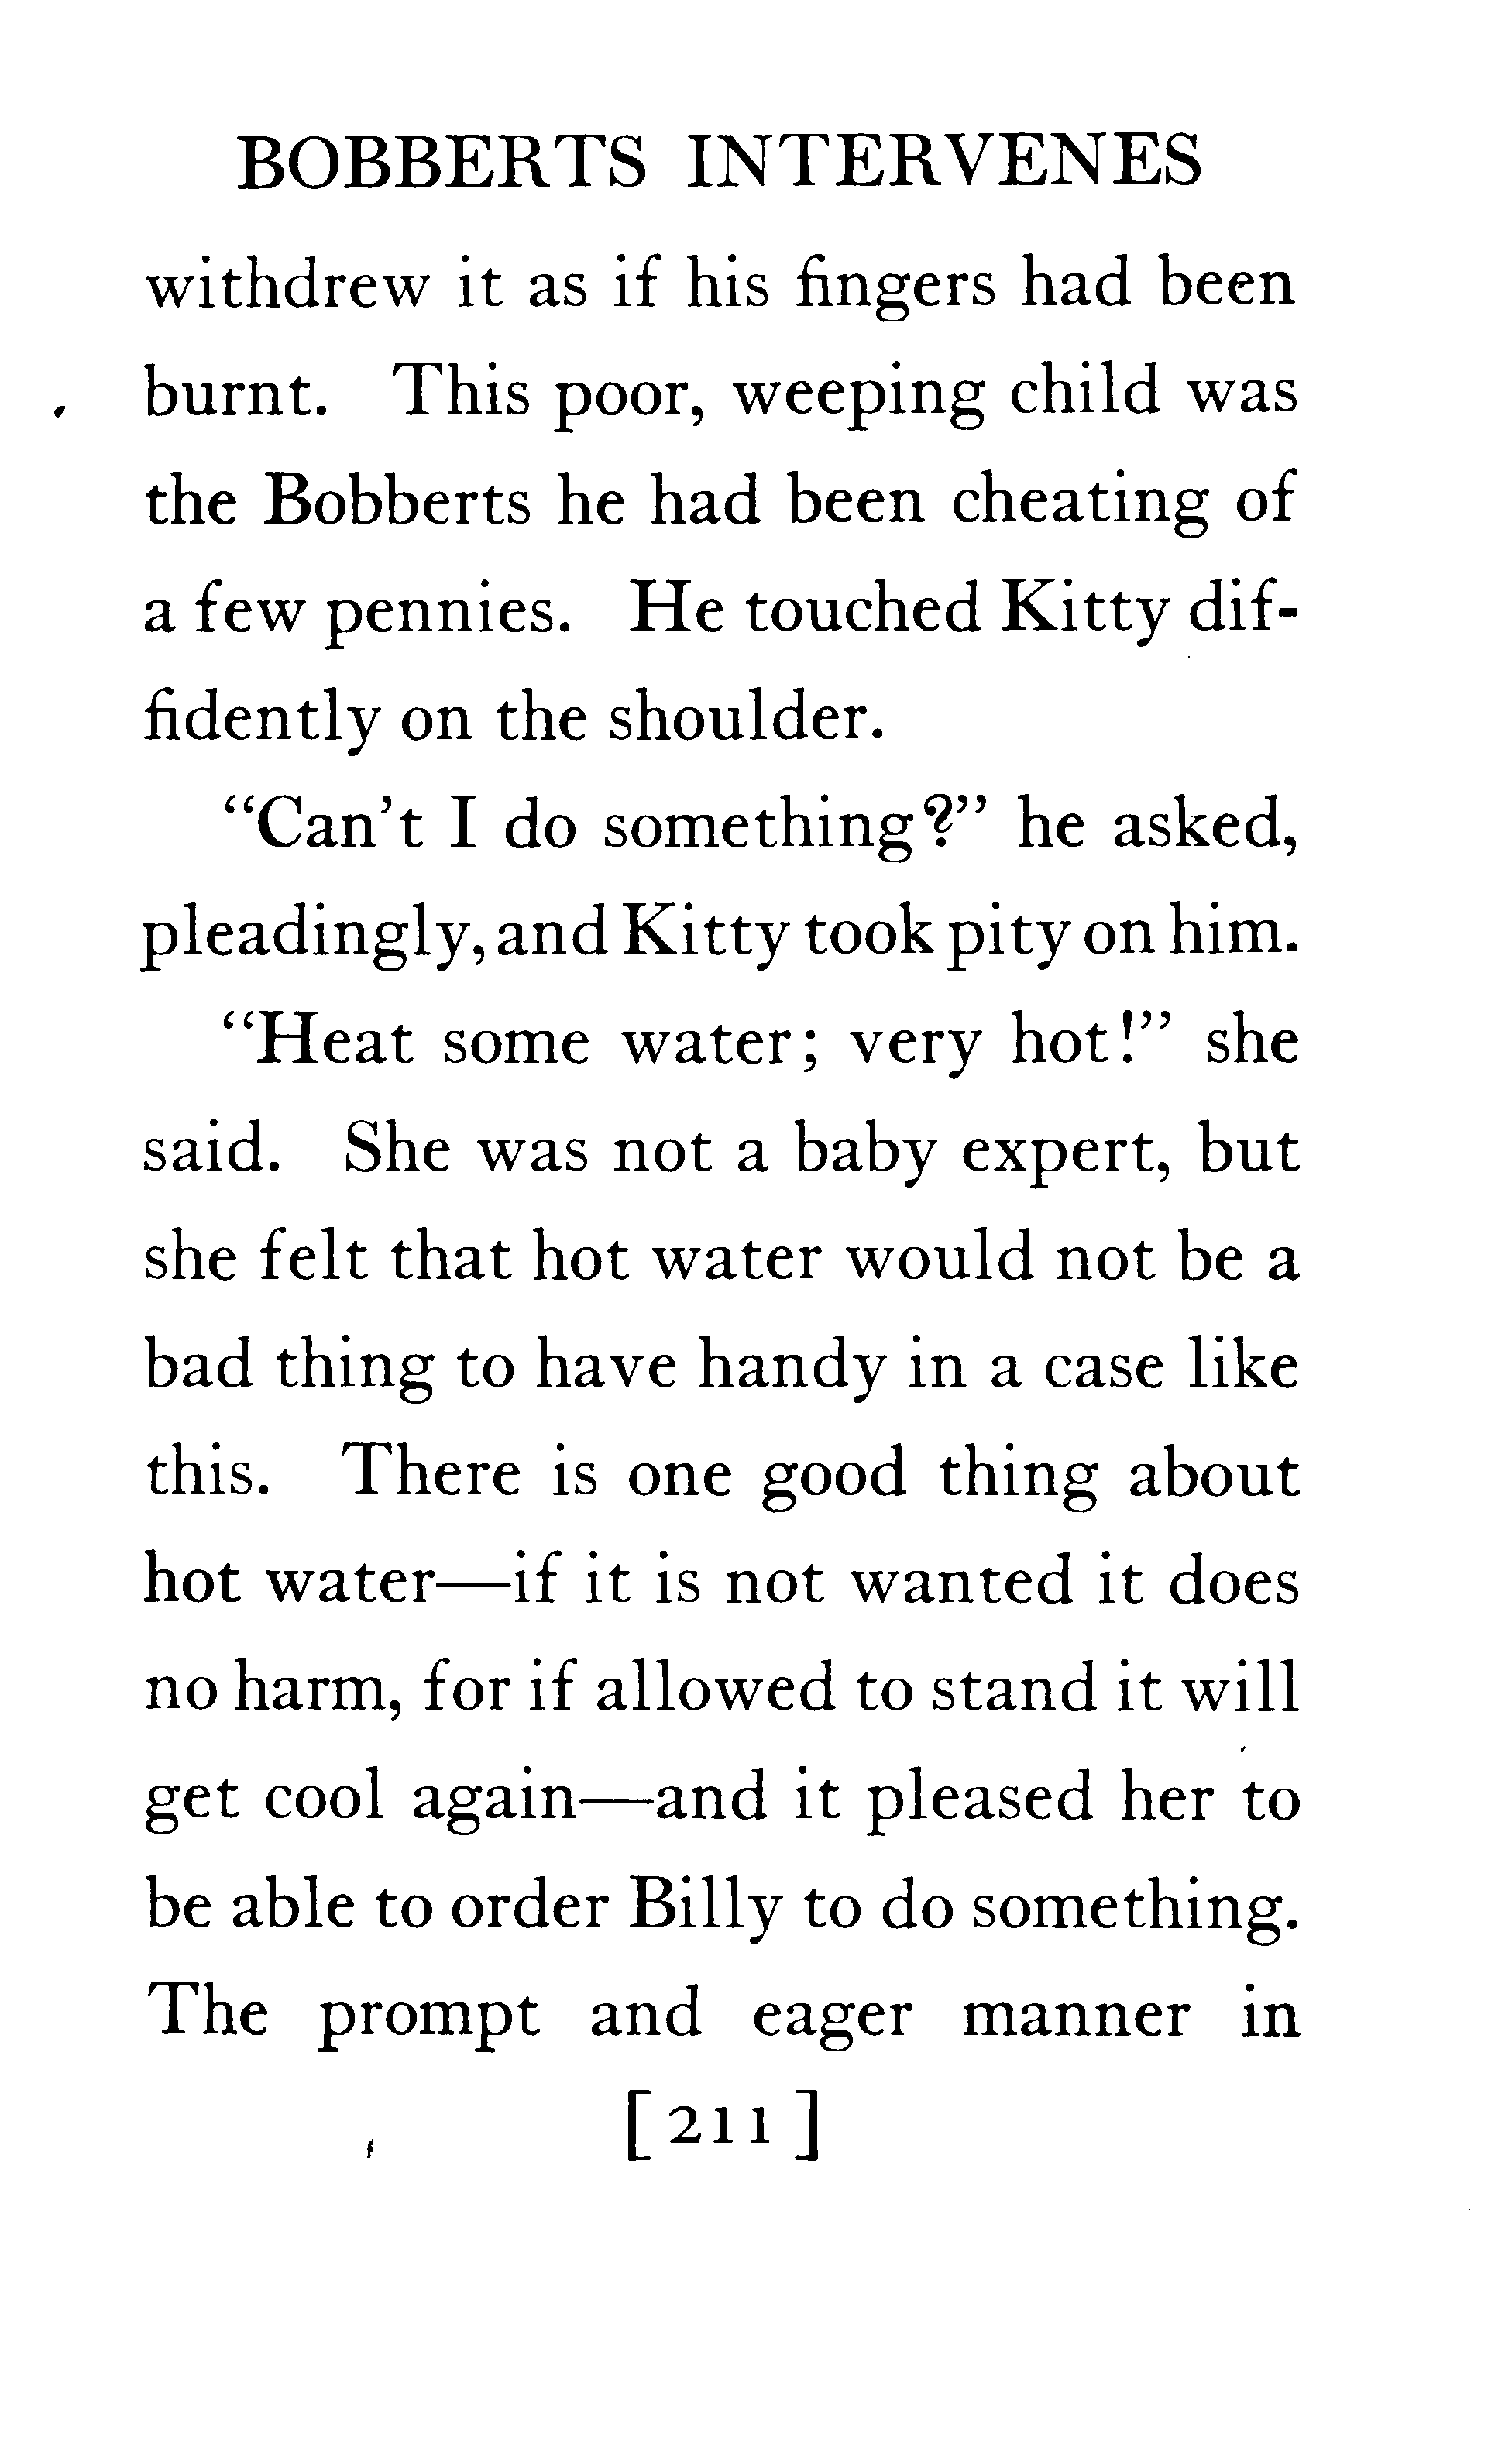 BOBBERTS INTERVENES
withdrew it as if his fingers had been
burnt. This poor, weeping child was
the Bobberts he had been cheating of
a few pennies. He touched Kitty dif-
fidently on the shoulder.
“Can’t I do something?” he asked,
pleadingly, and Kitty took pity on him.
“Heat some water; very hot!” she
said. She was not a baby expert, but
she felt that hot water would not be a
bad thing to have handy in a case like
this. There is one good thing about
hot water—if it is not wanted it does
no harm, for if allowed to stand it will
get cool again—and it pleased her to
be able to order Billy to do something.
The prompt and eager manner in
[ 211 ]